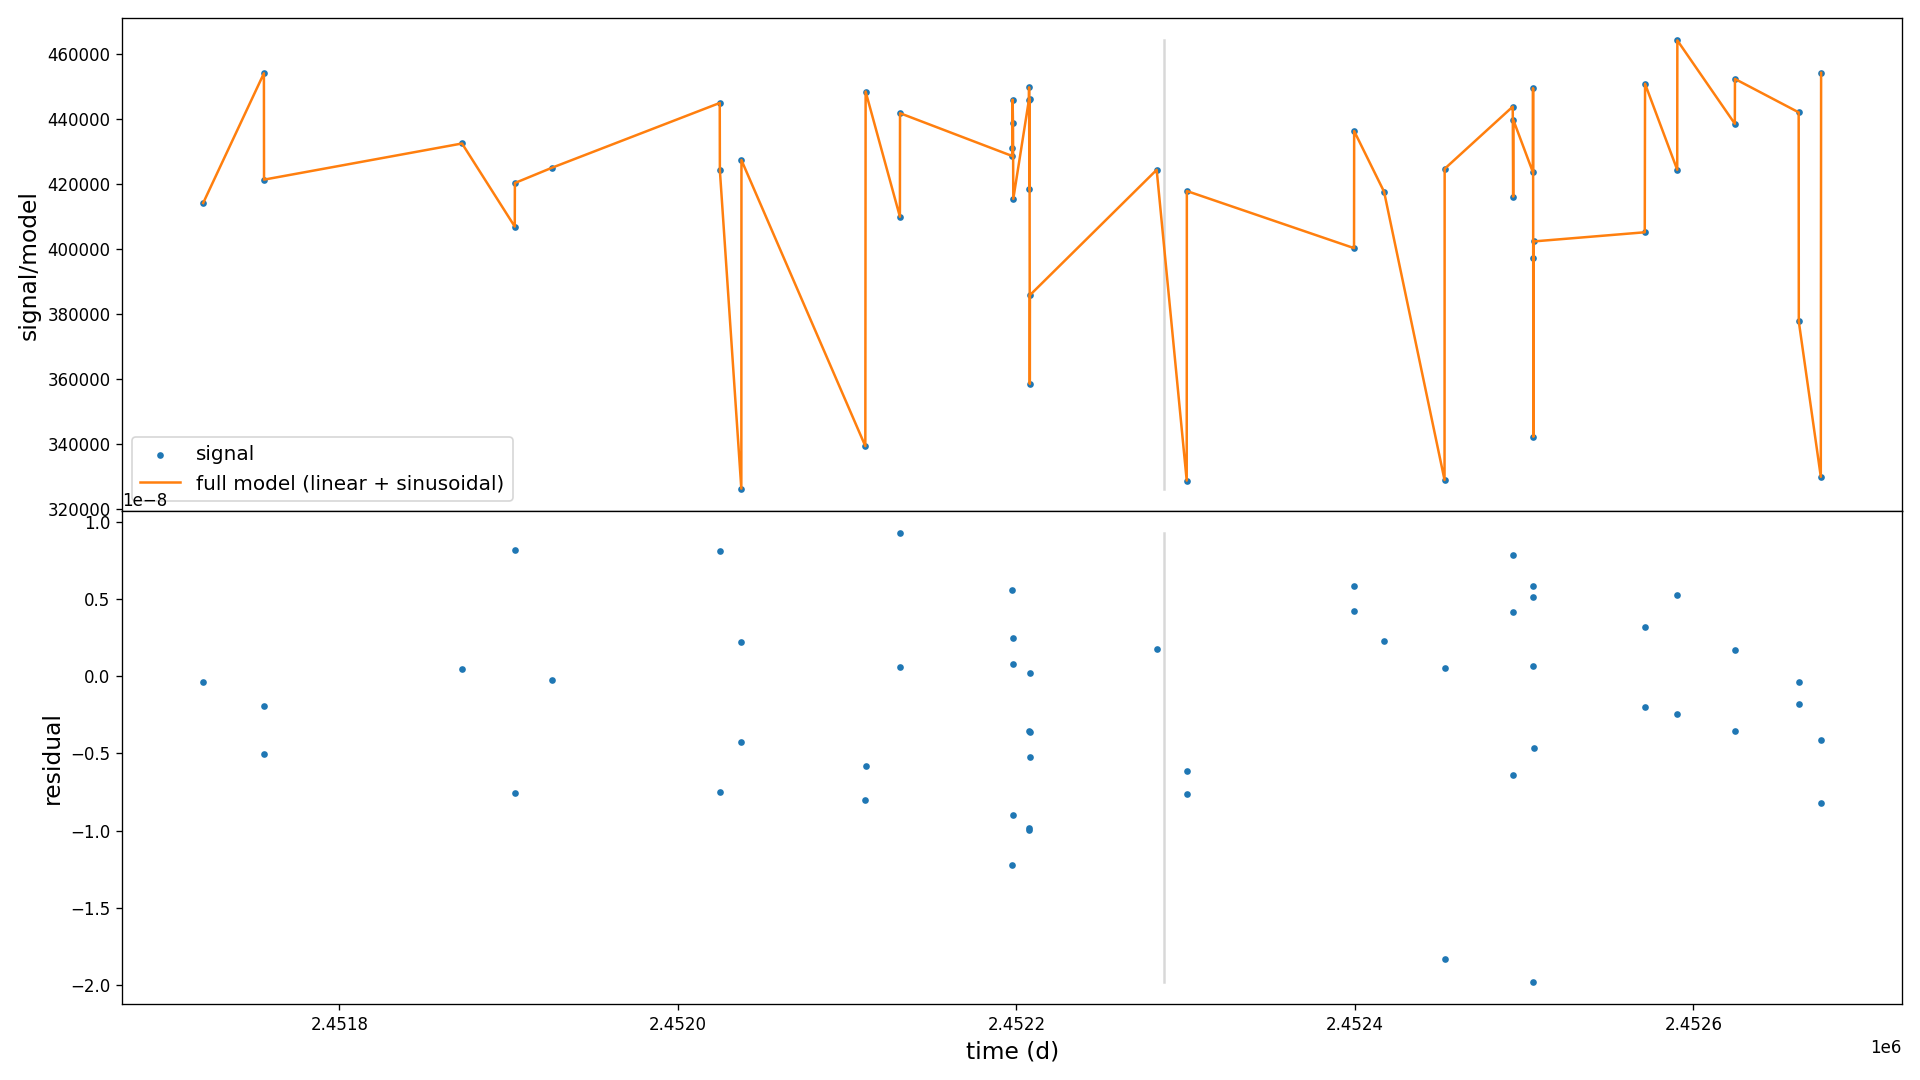 460000
440000
420000
400000
380000
360000
340000
320000
signal/model
signal
full model (linear + sinusoidal)
1e−8
1.0
0.5
0.0
−0.5
−1.0
−1.5
−2.0
residual
2.4518
2.4520
2.4522
2.4524
2.4526
1e6
time (d)